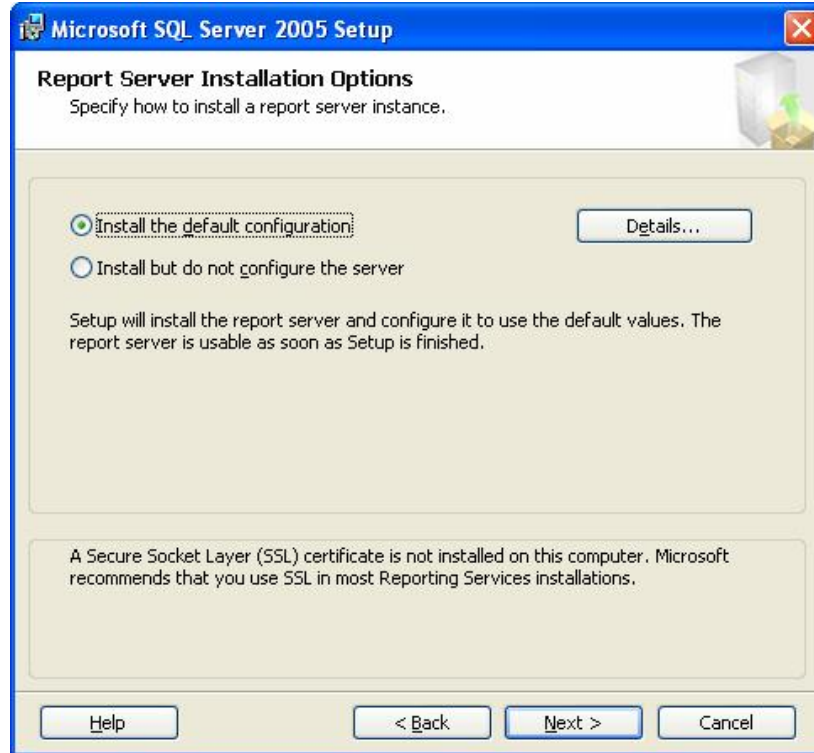 Microsoft SQL Server 2005 Setup
Report Server Installation Options
Specify how to install a report server instance.
Install the default configuration
Details...
Install but do not configure the server
Setup will install the report server and configure it to use the default values. The
report server is usable as soon as Setup is finished.
A Secure Socket Layer (SSL) certificate is not installed on this computer. Microsoft
recommends that you use SSL in most Reporting Services installations.
Help
< Back
Next >
Cancel